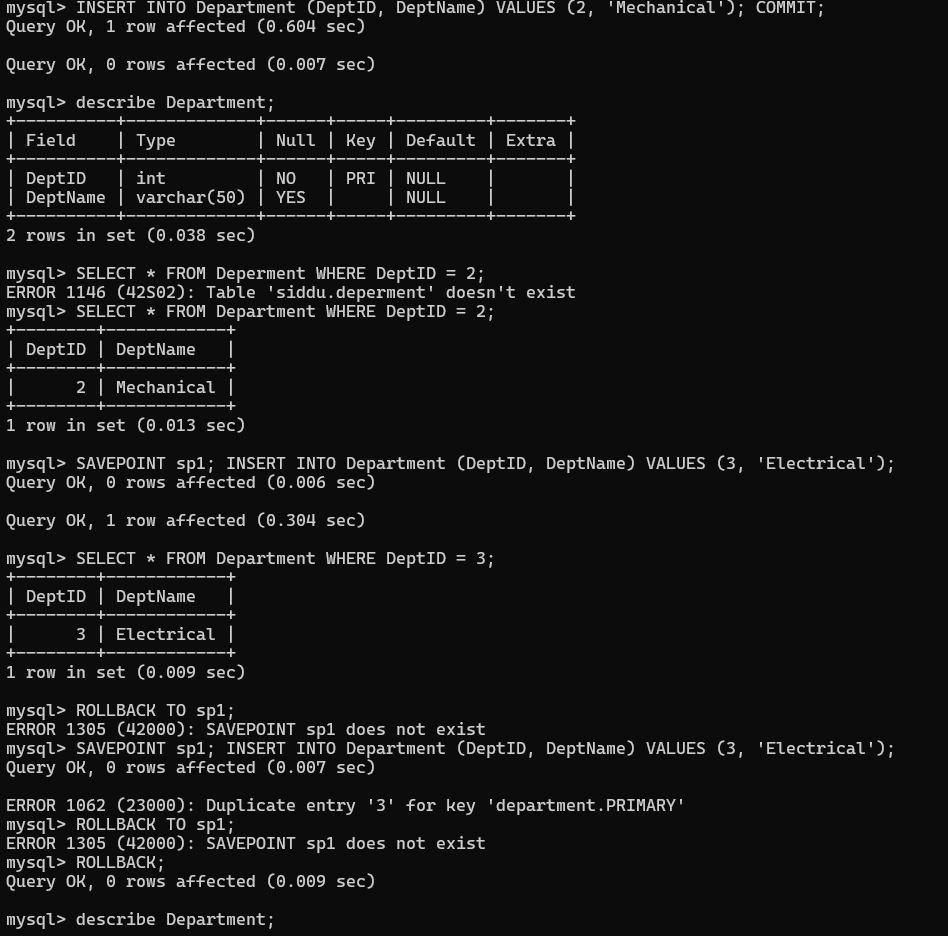 mysql> INSERT INTO Department (DeptID, DeptName) VALUES (2, 'Mechanical'); COMMIT;
Query OK, 1 row affected (0.604 sec)

Query OK, 0 rows affected (0.007 sec)

mysql> describe Department;
+----------+-------------+------+-----+---------+-------+
| Field    | Type        | Null | Key | Default | Extra |
+----------+-------------+------+-----+---------+-------+
| DeptID   | int         | NO   | PRI | NULL    |       |
| DeptName | varchar(50) | YES  |     | NULL    |       |
+----------+-------------+------+-----+---------+-------+
2 rows in set (0.038 sec)

mysql> SELECT * FROM Deperment WHERE DeptID = 2;
ERROR 1146 (42S02): Table 'siddu.deperment' doesn't exist
mysql> SELECT * FROM Department WHERE DeptID = 2;
+--------+------------+
| DeptID | DeptName   |
+--------+------------+
|      2 | Mechanical |
+--------+------------+
1 row in set (0.013 sec)

mysql> SAVEPOINT sp1; INSERT INTO Department (DeptID, DeptName) VALUES (3, 'Electrical');
Query OK, 0 rows affected (0.006 sec)

Query OK, 1 row affected (0.304 sec)

mysql> SELECT * FROM Department WHERE DeptID = 3;
+--------+------------+
| DeptID | DeptName   |
+--------+------------+
|      3 | Electrical |
+--------+------------+
1 row in set (0.009 sec)

mysql> ROLLBACK TO sp1;
ERROR 1305 (42000): SAVEPOINT sp1 does not exist
mysql> SAVEPOINT sp1; INSERT INTO Department (DeptID, DeptName) VALUES (3, 'Electrical');
Query OK, 0 rows affected (0.007 sec)

ERROR 1062 (23000): Duplicate entry '3' for key 'department.PRIMARY'
mysql> ROLLBACK TO sp1;
ERROR 1305 (42000): SAVEPOINT sp1 does not exist
mysql> ROLLBACK;
Query OK, 0 rows affected (0.009 sec)

mysql> describe Department;